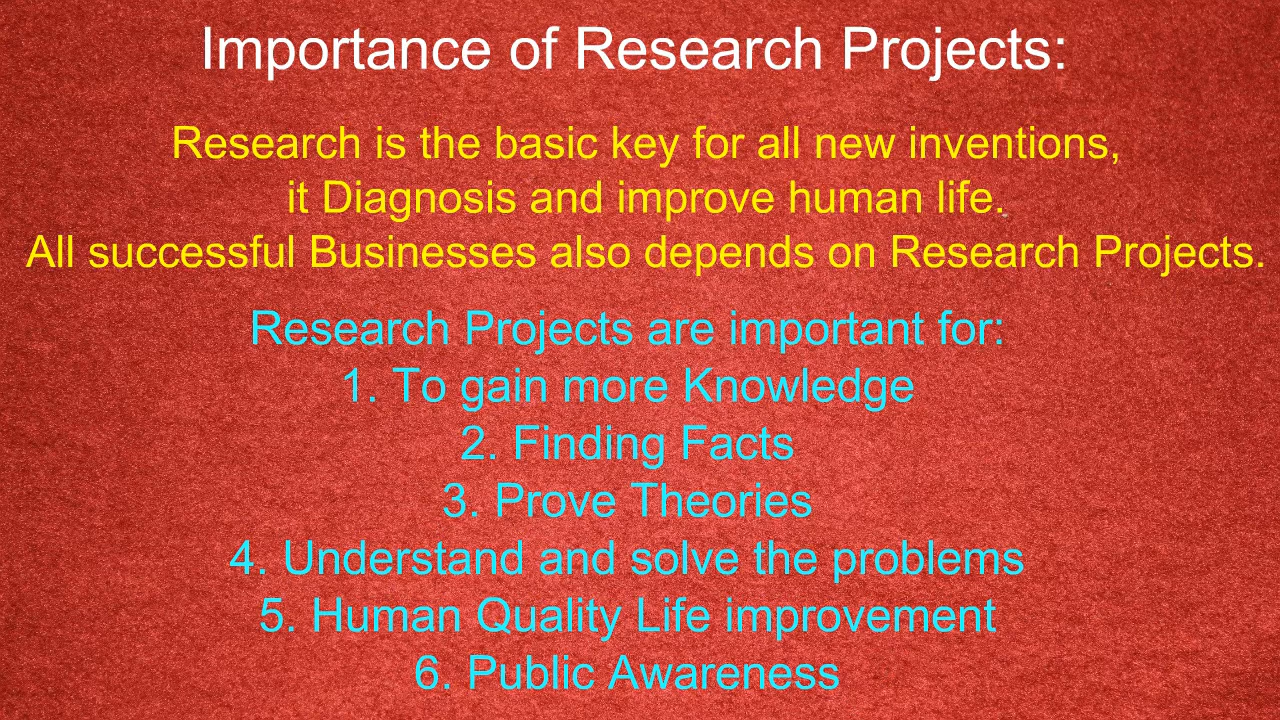 Importance of Research Projects:
Research is the basic key for all new inventions,
it Diagnosis and improve human life.
All successful Businesses also depends on Research Projects.
Research Projects are important for:
1. To gain more Knowledge
2. Finding Facts
3. Prove Theories
4. Understand and solve the problems
5. Human Quality Life improvement
6. Public Awareness